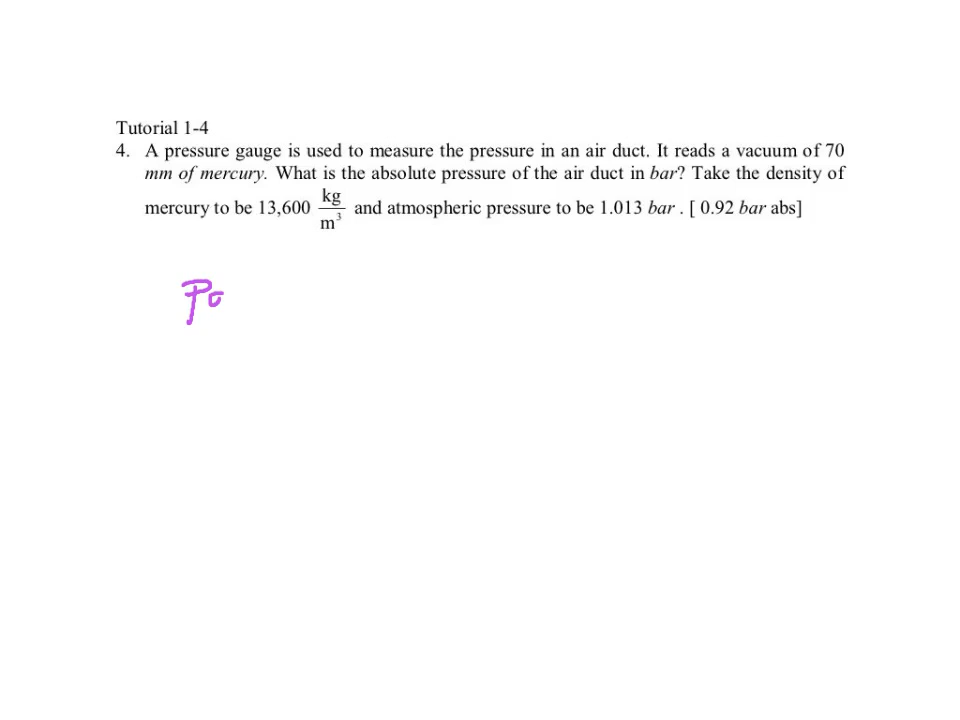 Tutorial 1-4
4. A pressure gauge is used to measure the pressure in an air duct. It reads a vacuum of 70
mm of mercury. What is the absolute pressure of the air duct in bar? Take the density of
mercury to be 13,600 kg/m³ and atmospheric pressure to be 1.013 bar . [ 0.92 bar abs]